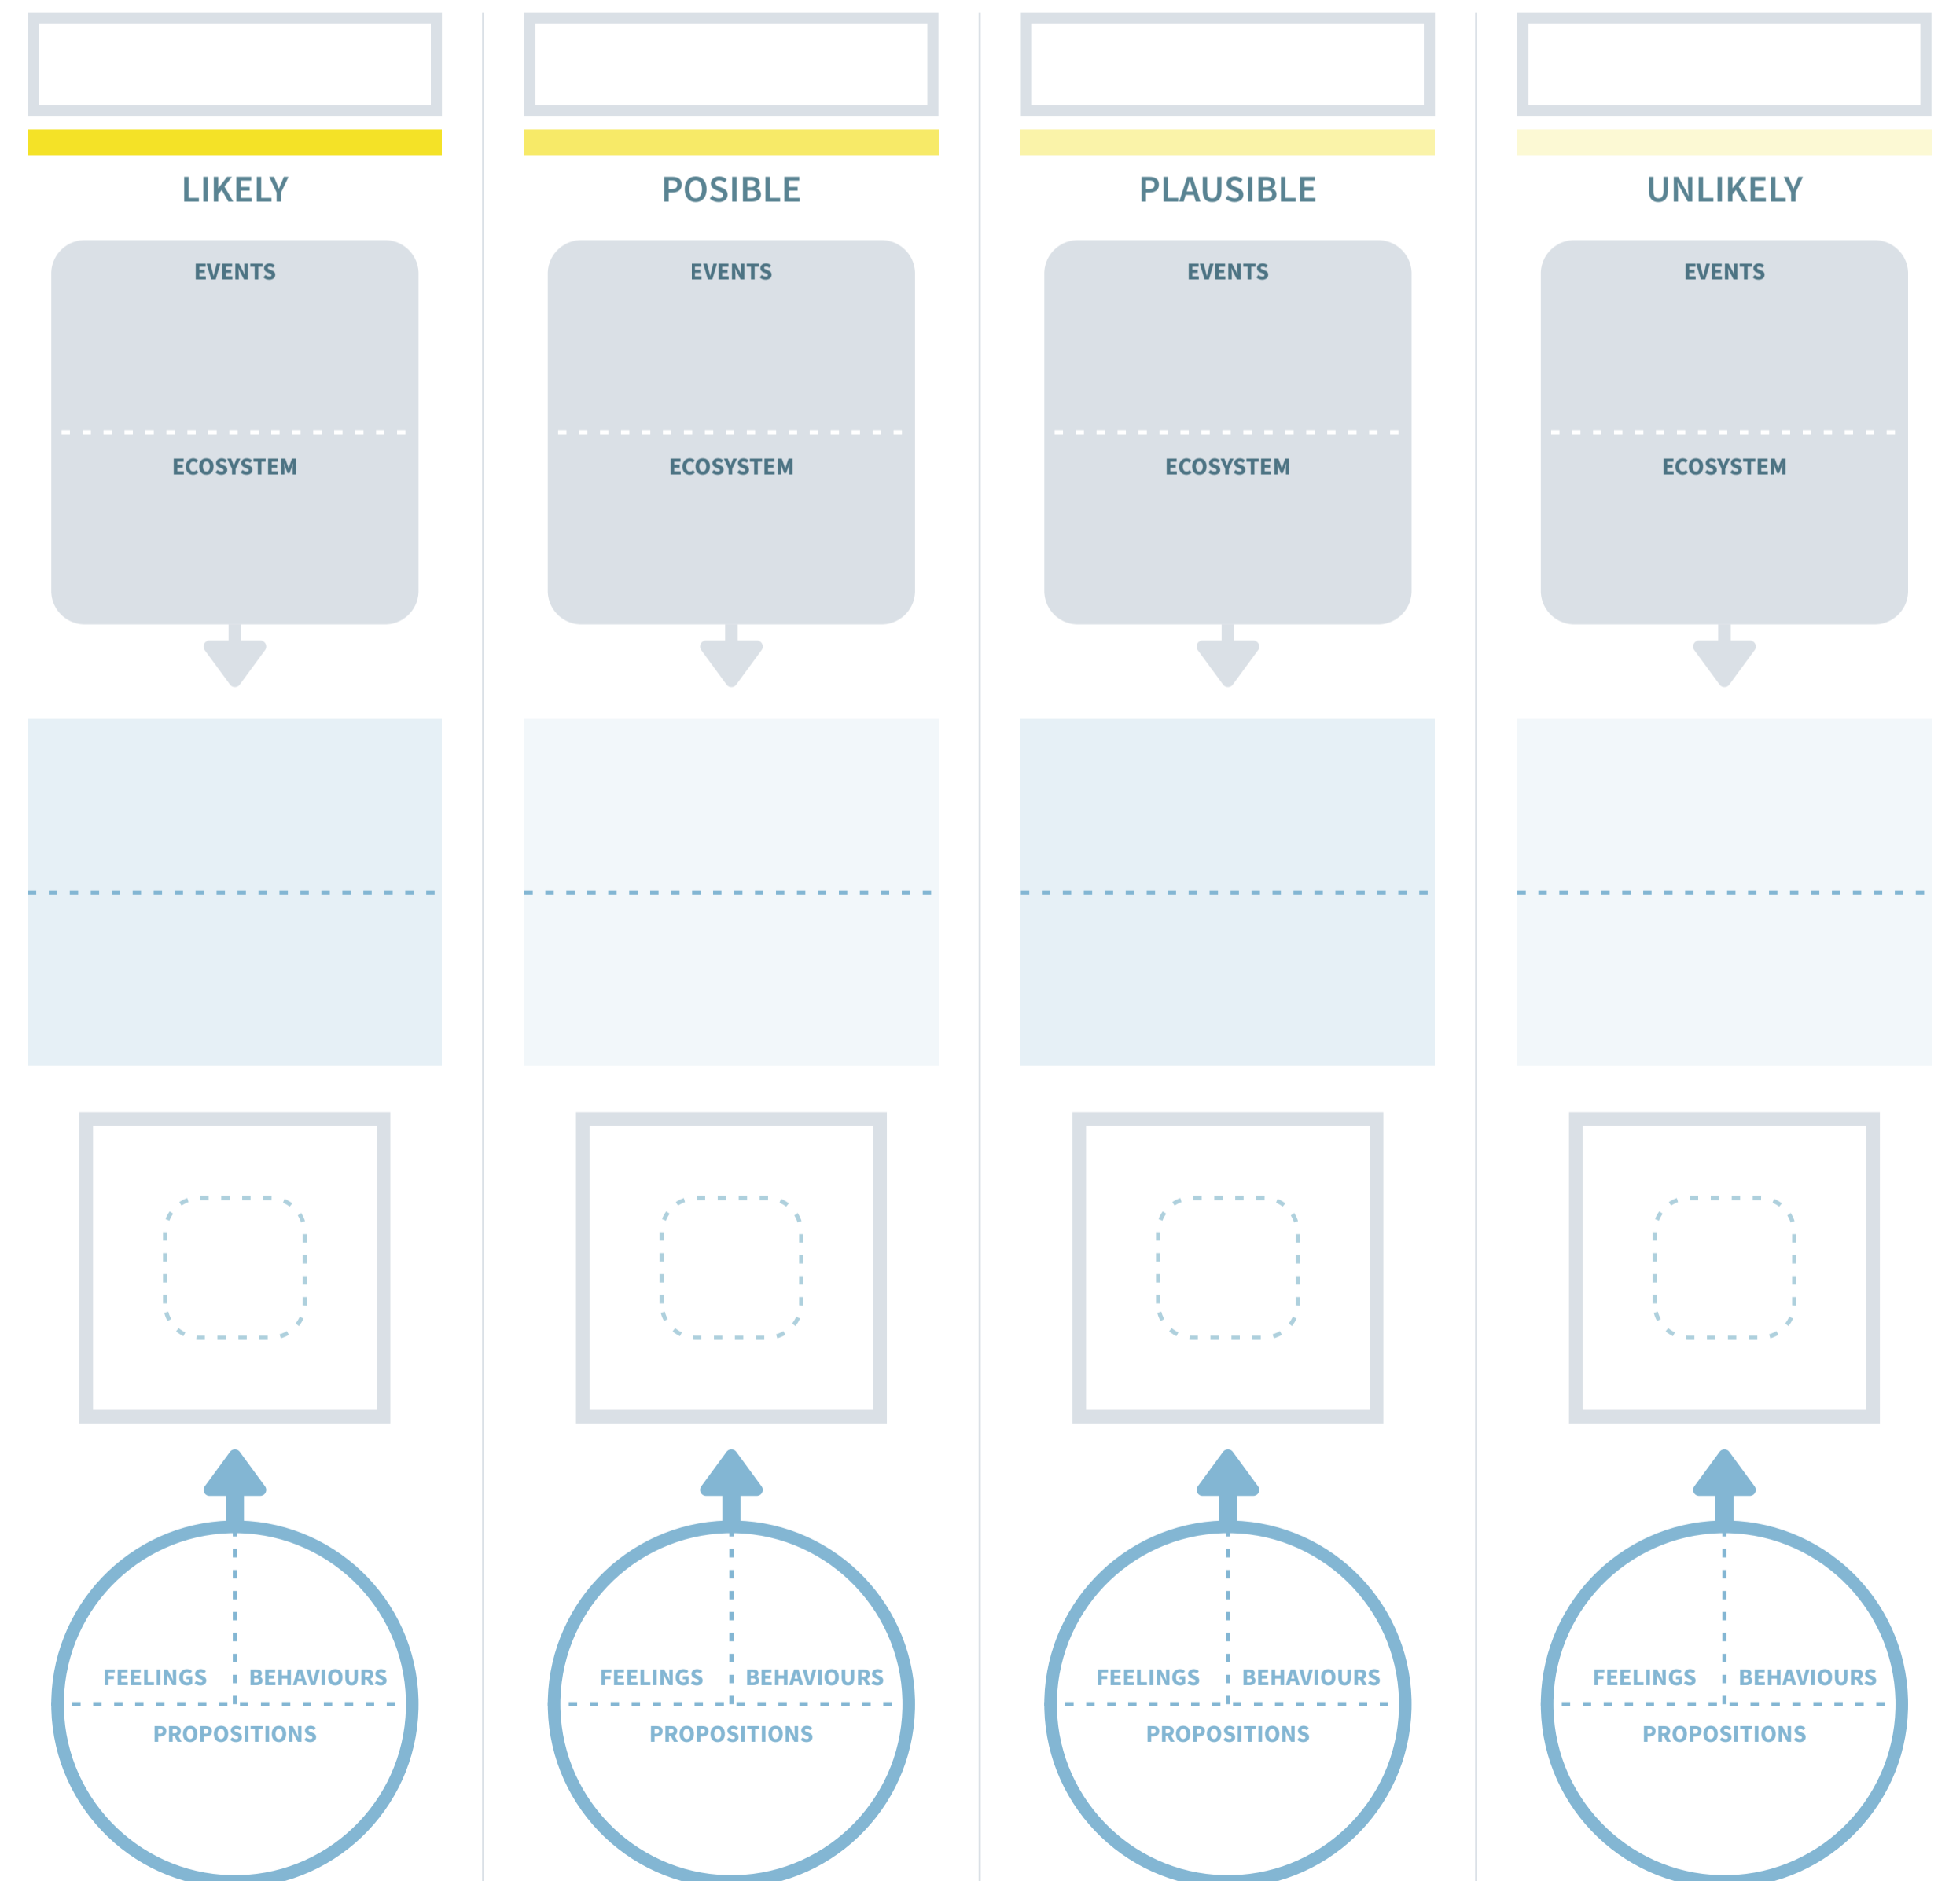 LIKELY
POSIBLE
PLAUSIBLE
UNLIKELY
EVENTS
EVENTS
EVENTS
EVENTS
ECOSYSTEM
ECOSYSTEM
ECOSYSTEM
ECOSYSTEM
FEELINGS BEHAVIOURS
FEELINGS BEHAVIOURS
FEELINGS BEHAVIOURS
FEELINGS BEHAVIOURS
PROPOSITIONS
PROPOSITIONS
PROPOSITIONS
PROPOSITIONS